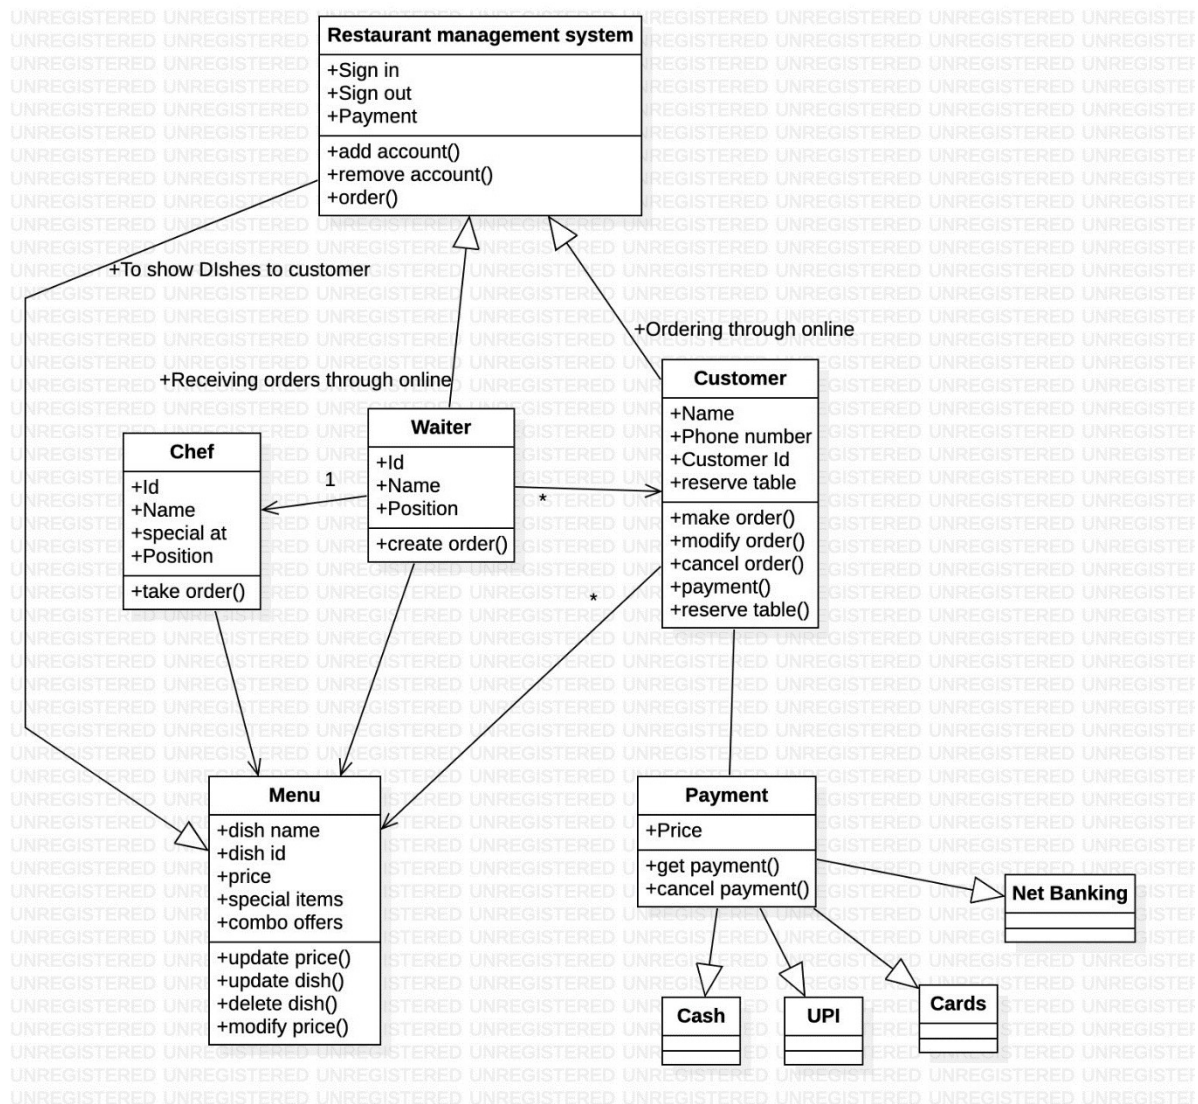 Restaurant management system
+Sign in
+Sign out
+Payment
+add account()
+remove account()
+order()
+To show DIshes to customer
+Ordering through online
+Receiving orders through online
Customer
+Name
+Phone number
+Customer Id
+reserve table
+make order()
+modify order()
+cancel order()
+payment()
+reserve table()
Waiter
+Id
+Name
+Position
+create order()
Chef
+Id
+Name
+special at
+Position
+take order()
1
*
*
Menu
+dish name
+dish id
+price
+special items
+combo offers
+update price()
+update dish()
+delete dish()
+modify price()
Payment
+Price
+get payment()
+cancel payment()
Net Banking
Cash
UPI
Cards
UNREGISTERED